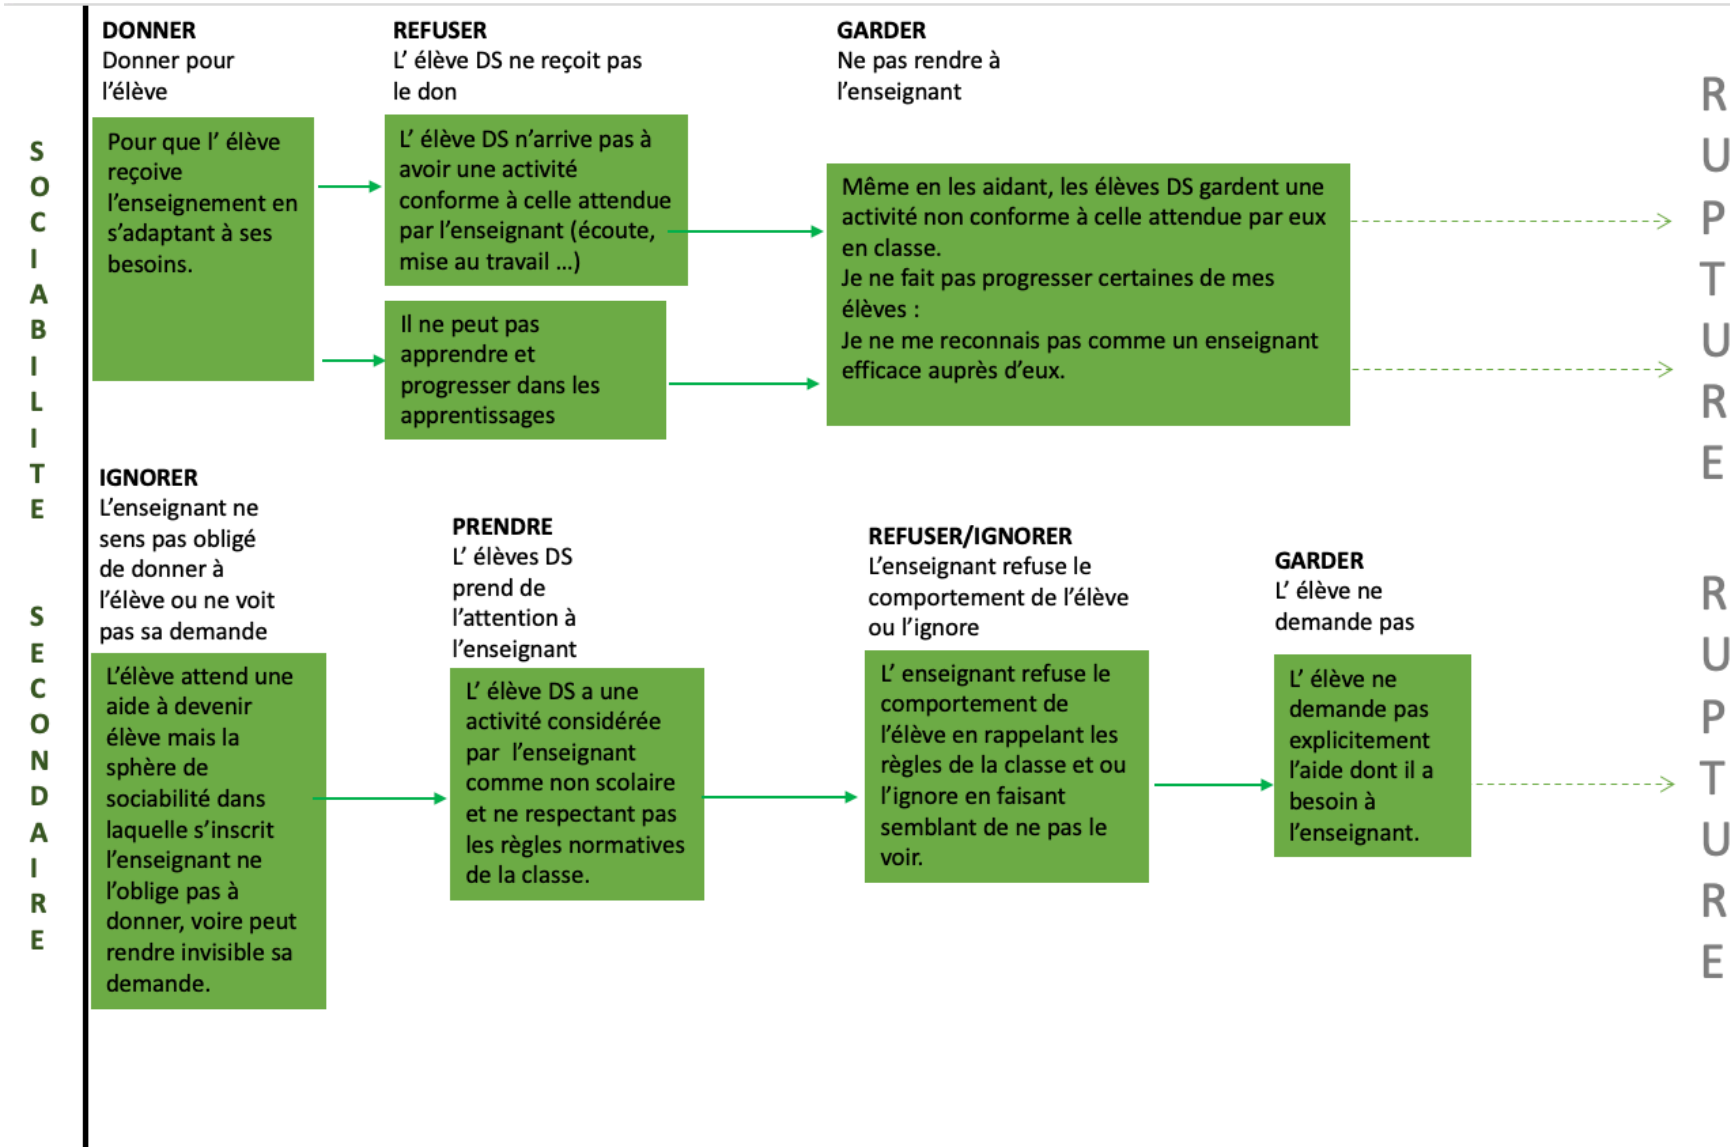 SOCIABILITE
SECONDAIRE
DONNER
Donner pour
l’élève
Pour que l’ élève
reçoive
l’enseignement en
s’adaptant à ses
besoins.
REFUSER
L’ élève DS ne reçoit pas
le don
L’ élève DS n’arrive pas à
avoir une activité
conforme à celle attendue
par l’enseignant (écoute,
mise au travail ...)
Il ne peut pas
apprendre et
progresser dans les
apprentissages
GARDER
Ne pas rendre à
l’enseignant
Même en les aidant, les élèves DS gardent une
activité non conforme à celle attendue par eux
en classe.
Je ne fait pas progresser certaines de mes
élèves :
Je ne me reconnais pas comme un enseignant
efficace auprès d’eux.
RUPTURE
IGNORER
L’enseignant ne
sens pas obligé
de donner à
l’élève ou ne voit
pas sa demande
L’élève attend une
aide à devenir
élève mais la
sphère de
sociabilité dans
laquelle s’inscrit
l’enseignant ne
l’oblige pas à
donner, voire peut
rendre invisible sa
demande.
PRENDRE
L’ élèves DS
prend de
l’attention à
l’enseignant
L’ élève DS a une
activité considérée
par l’enseignant
comme non scolaire
et ne respectant pas
les règles normatives
de la classe.
REFUSER/IGNORER
L’enseignant refuse le
comportement de l’élève
ou l’ignore
L’ enseignant refuse le
comportement de
l’élève en rappelant les
règles de la classe et ou
l’ignore en faisant
semblant de ne pas le
voir.
GARDER
L’ élève ne
demande pas
L’ élève ne
demande pas
explicitement
l’aide dont il a
besoin à
l’enseignant.
RUPTURE